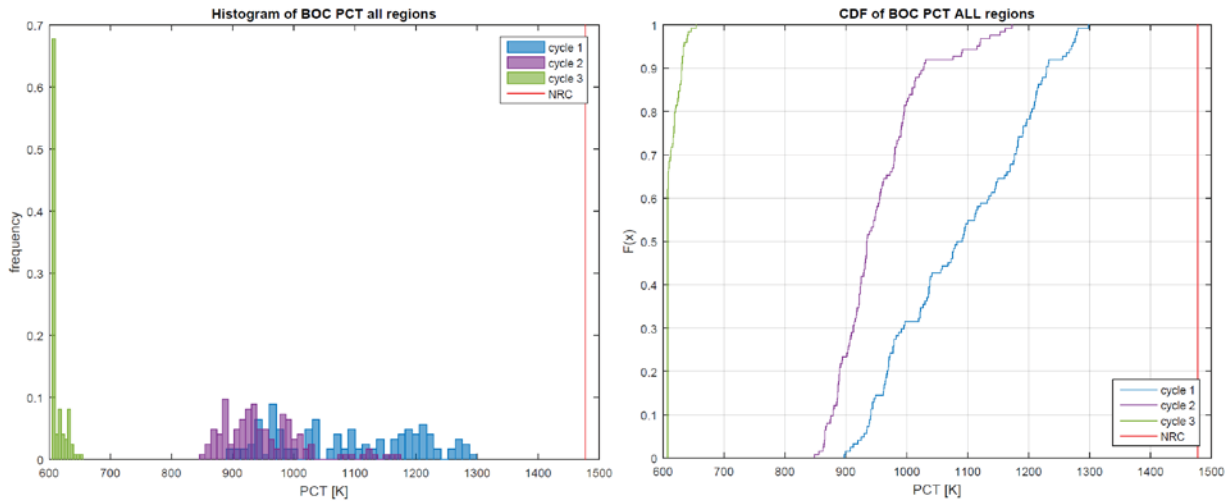 Histogram of BOC PCT all regions
0.7
0.6
0.5
0.4
0.3
0.2
0.1
0
frequency
cycle 1
cycle 2
cycle 3
NRC
600 700 800 900 1000 1100 1200 1300 1400 1500
PCT [K]
CDF of BOC PCT ALL regions
1
0.9
0.8
0.7
0.6
0.5
0.4
0.3
0.2
0.1
0
F(x)
cycle 1
cycle 2
cycle 3
NRC
600 700 800 900 1000 1100 1200 1300 1400 1500
PCT [K]